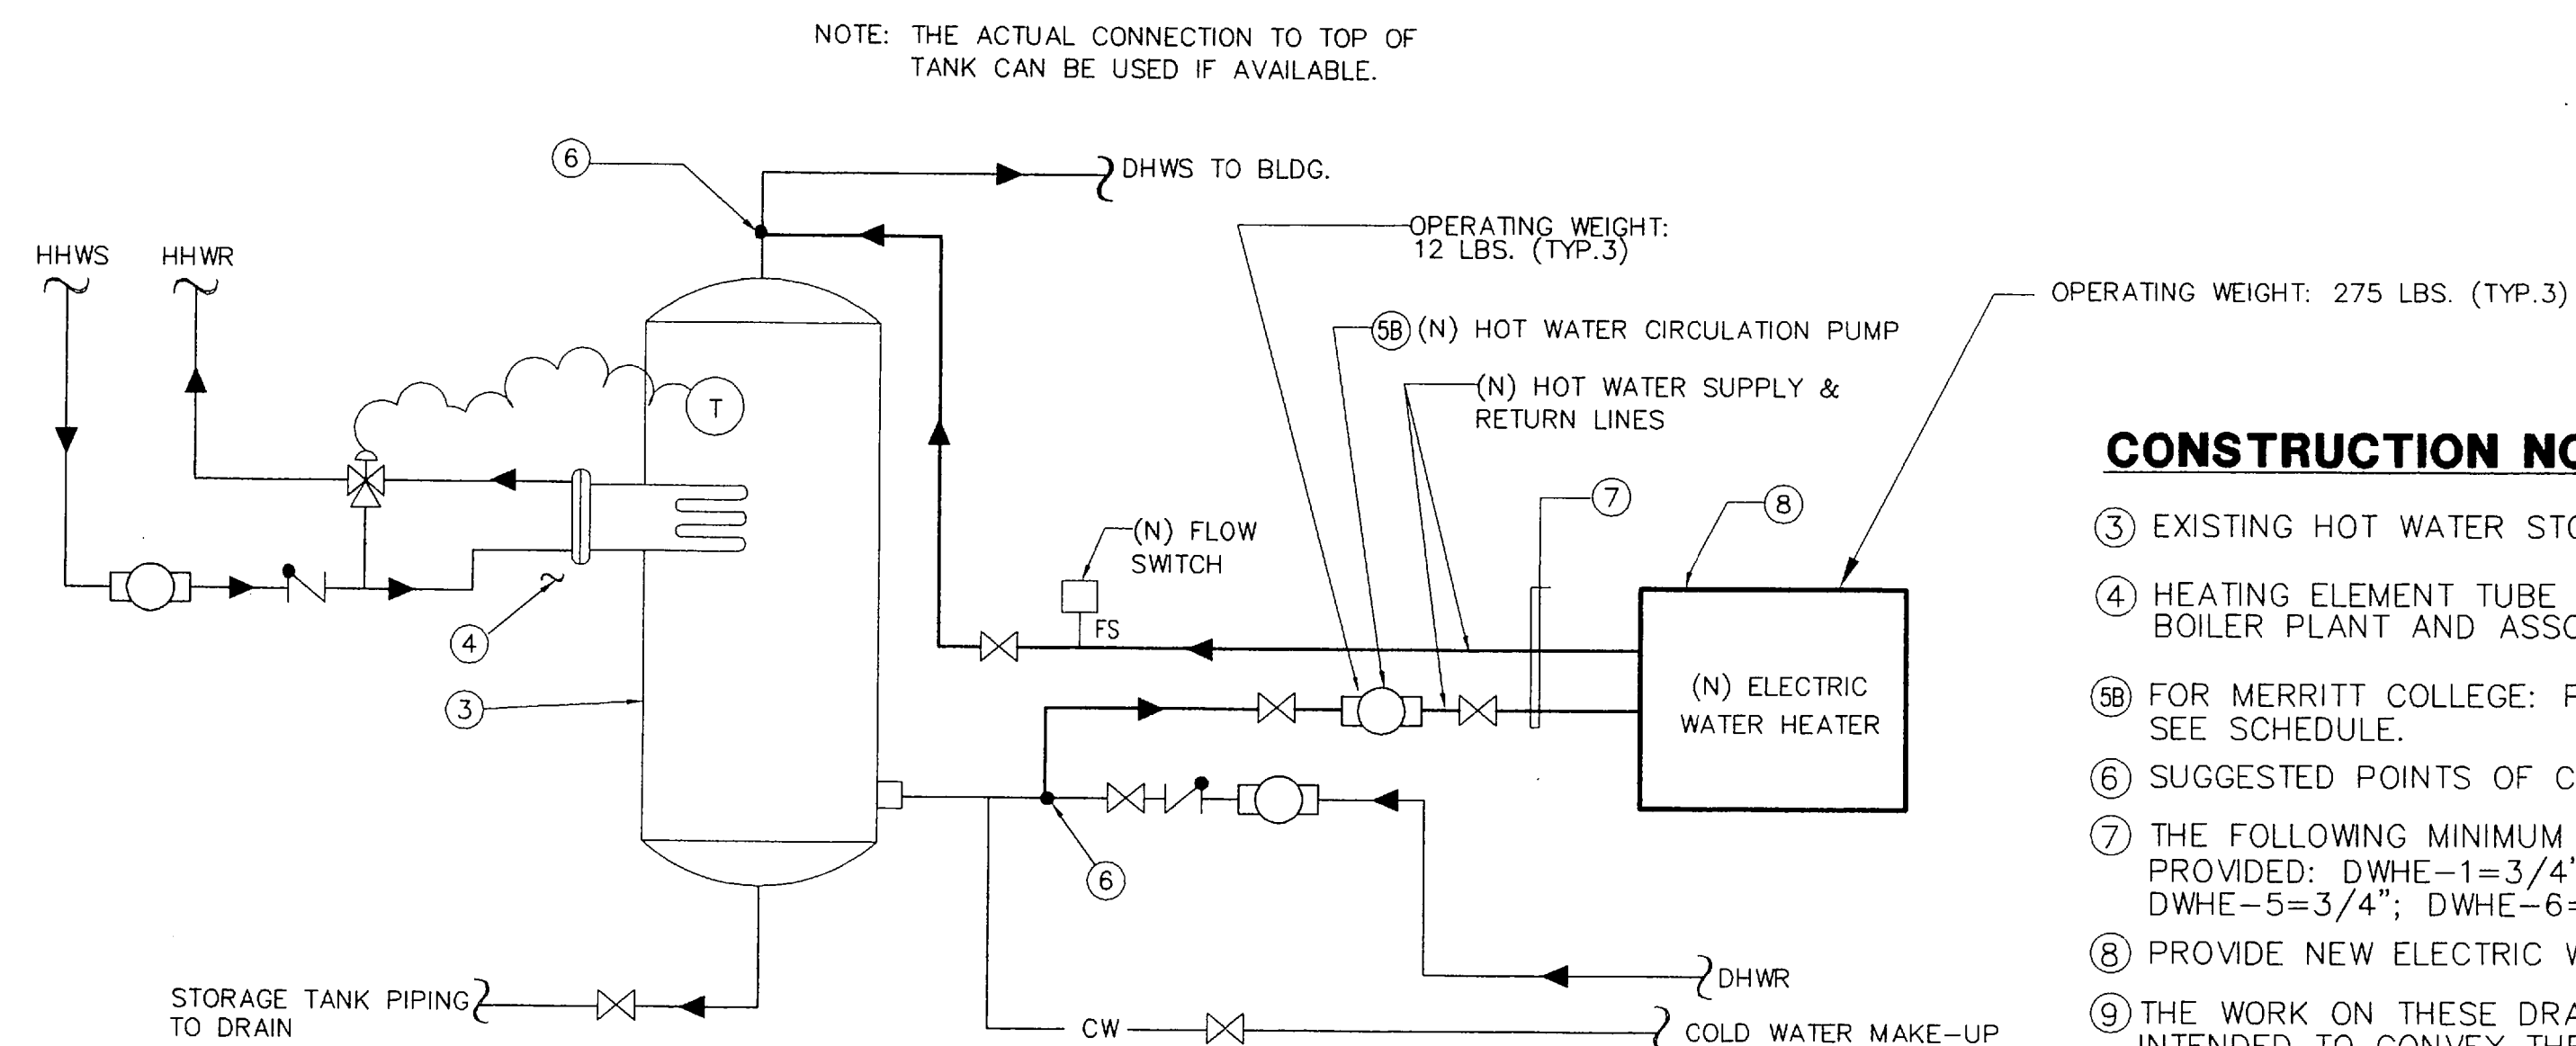 NOTE: THE ACTUAL CONNECTION TO TOP OF
TANK CAN BE USED IF AVAILABLE.
6
DHWS TO BLDG.
OPERATING WEIGHT:
12 LBS. (TYP.3)
HHWS
HHWR
OPERATING WEIGHT: 275 LBS. (TYP.3)
5B (N) HOT WATER CIRCULATION PUMP
(N) HOT WATER SUPPLY &
RETURN LINES
T
7
8
(N) FLOW
SWITCH
FS
4
3
(N) ELECTRIC
WATER HEATER
6
STORAGE TANK PIPING
TO DRAIN
DHWR
CW
COLD WATER MAKE-UP
CONSTRUCTION
3 EXISTING HOT WATER
4 HEATING ELEMENT TUBE
BOILER PLANT AND
5B FOR MERRITT COLLEGE:
SEE SCHEDULE.
6 SUGGESTED POINTS OF
7 THE FOLLOWING MINIMUM
PROVIDED: DWHE-1=3/4"
DWHE-5=3/4"; DWHE-6=
8 PROVIDE NEW ELECTRIC
9 THE WORK ON THESE
INTENDED TO CONVEY